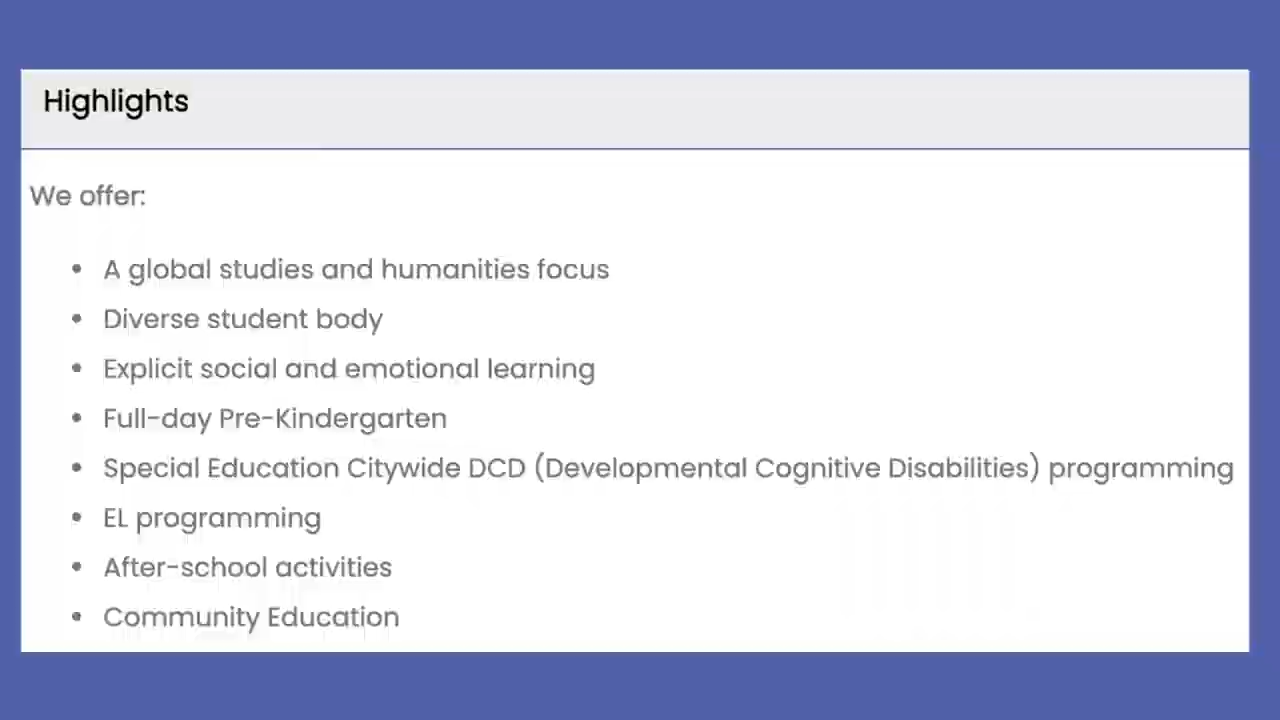 Highlights
We offer:
• A global studies and humanities focus
• Diverse student body
• Explicit social and emotional learning
• Full-day Pre-Kindergarten
• Special Education Citywide DCD (Developmental Cognitive Disabilities) programming
• EL programming
• After-school activities
• Community Education